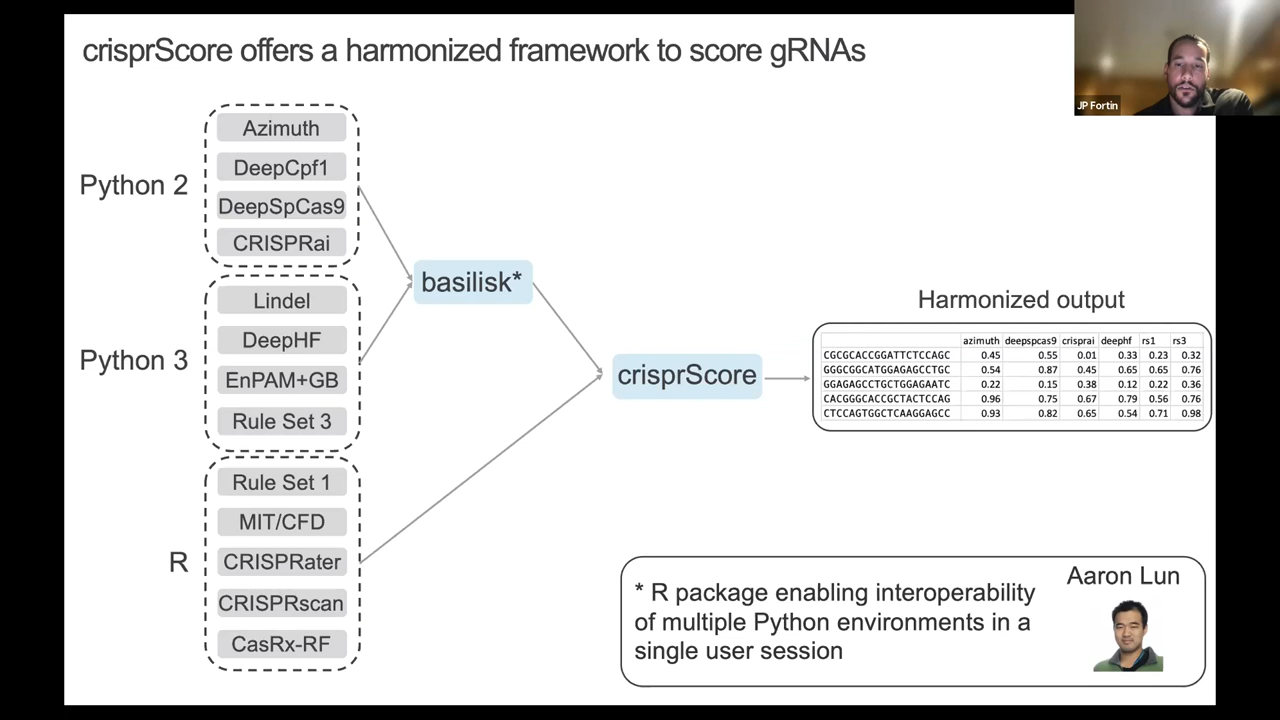 crisprScore offers a harmonized framework to score gRNAs
JP Fortin
Python 2
Azimuth
DeepCpf1
DeepSpCas9
CRISPRai
Python 3
Lindel
DeepHF
EnPAM+GB
Rule Set 3
R
Rule Set 1
MIT/CFD
CRISPRater
CRISPRscan
CasRx-RF
basilisk*
crisprScore
Harmonized output
azimuth deepspcas9 crisprai deephf rs1 rs3
CGCGCACCGGATTCTCCAGC 0.45 0.55 0.01 0.33 0.23 0.32
GGGCGGCATGGAGAGCCTGC 0.54 0.87 0.45 0.65 0.65 0.76
GGAGAGCCTGCTGGAGAATC 0.22 0.15 0.38 0.12 0.22 0.36
CACGGGCACCGCTACTCCAG 0.96 0.75 0.67 0.79 0.56 0.76
CTCCAGTGGCTCAAGGAGCC 0.93 0.82 0.65 0.54 0.71 0.98
Aaron Lun
* R package enabling interoperability
of multiple Python environments in a
single user session